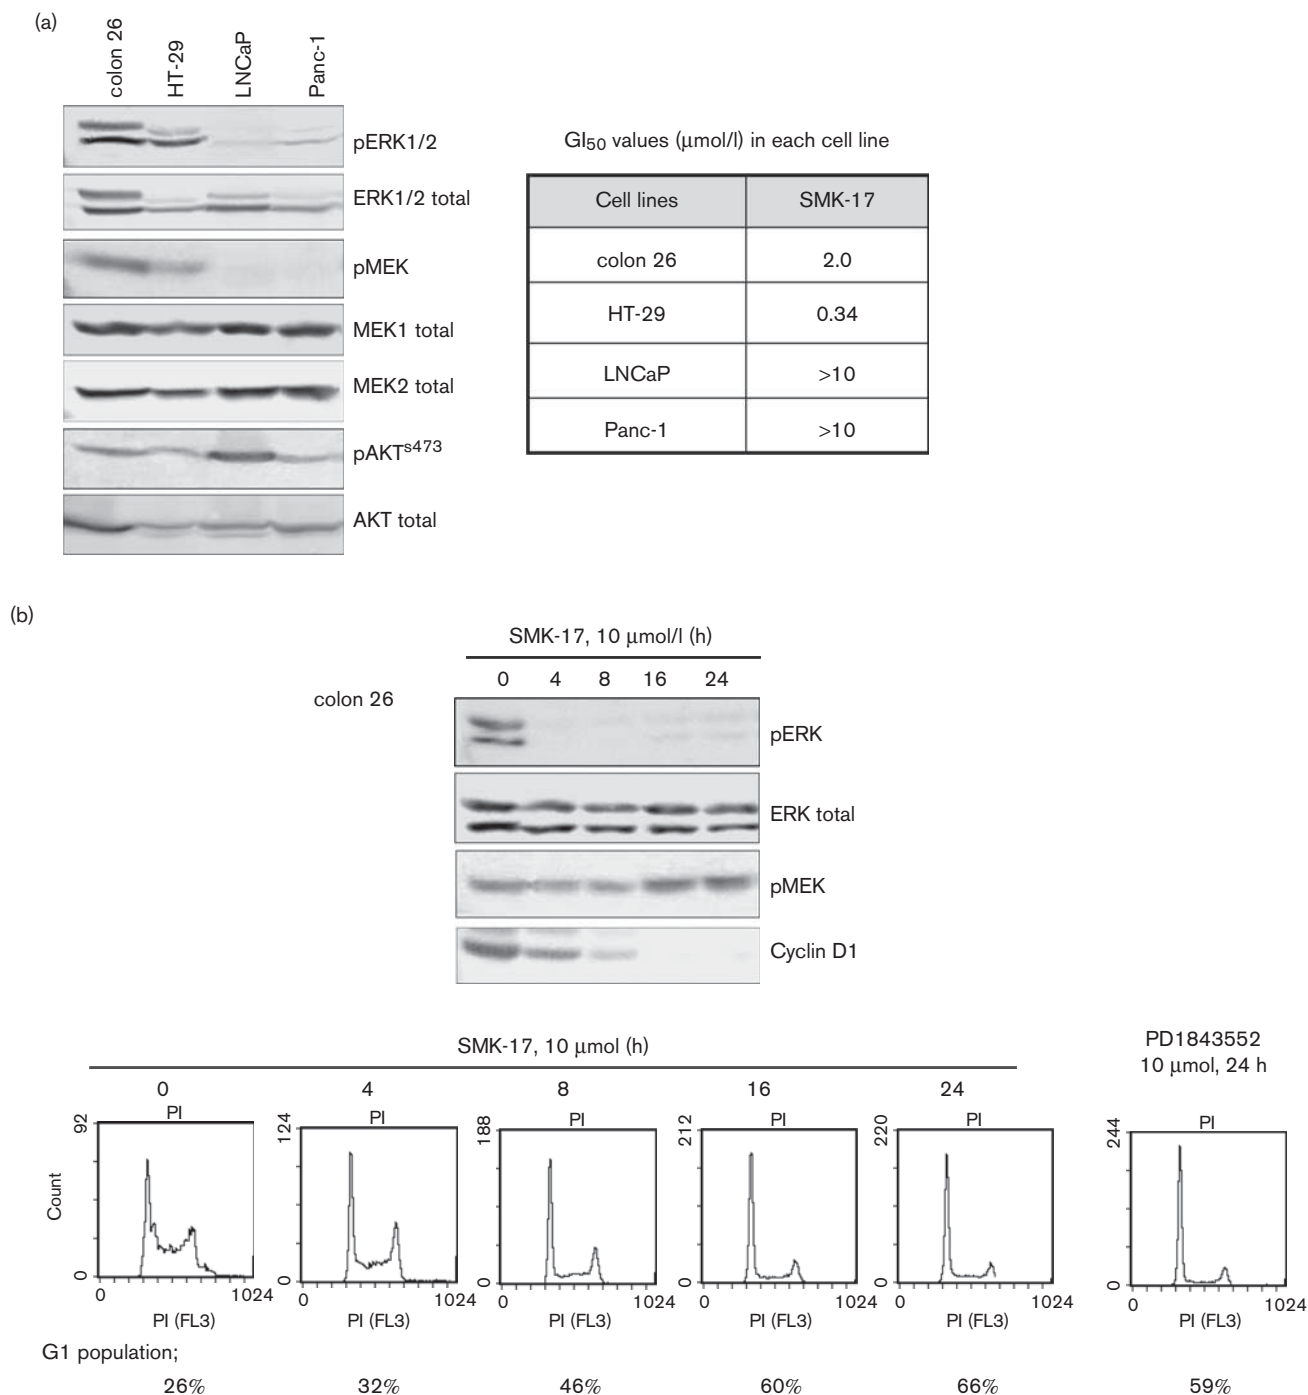 (a)
colon 26
HT-29
LNCaP
Panc-1
pERK1/2
ERK1/2 total
pMEK
MEK1 total
MEK2 total
pAKTˢ⁴⁷³
AKT total
GI₅₀ values (μmol/l) in each cell line
Cell lines SMK-17
colon 26 2.0
HT-29 0.34
LNCaP >10
Panc-1 >10
(b)
SMK-17, 10 μmol/l (h)
0 4 8 16 24
colon 26
pERK
ERK total
pMEK
Cyclin D1
SMK-17, 10 μmol (h)
PD1843552
10 μmol, 24 h
0 4 8 16 24
PI PI PI PI PI PI
92 124 188 212 220 244
Count
0 0 0 0 0 0
0 1024 0 1024 0 1024 0 1024 0 1024 0 1024
PI (FL3) PI (FL3) PI (FL3) PI (FL3) PI (FL3) PI (FL3)
G1 population;
26% 32% 46% 60% 66% 59%